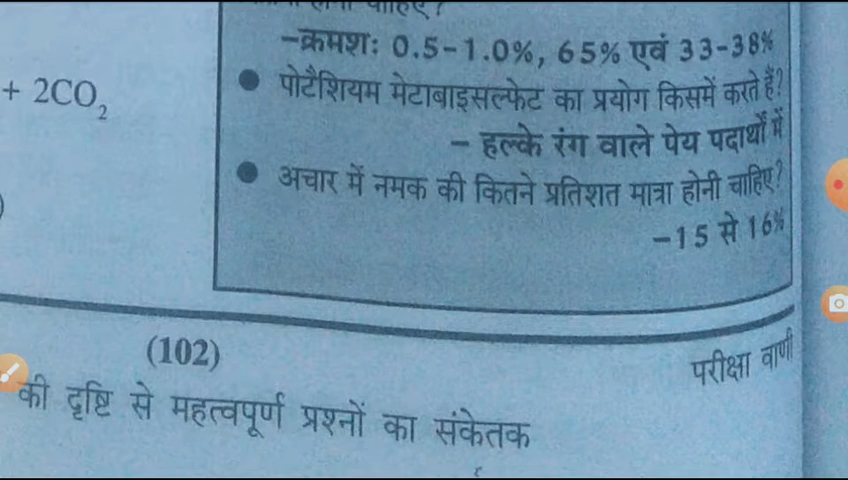 –क्रमशः 0.5-1.0%, 65% एवं 33-38%
+ 2CO2
● पोटैशियम मेटाबाइसल्फेट का प्रयोग किसमें करते हैं?
– हल्के रंग वाले पेय पदार्थों में
● अचार में नमक की कितने प्रतिशत मात्रा होनी चाहिए?
–15 से 16%
(102)
परीक्षा वाणी
की दृष्टि से महत्वपूर्ण प्रश्नों का संकेतक